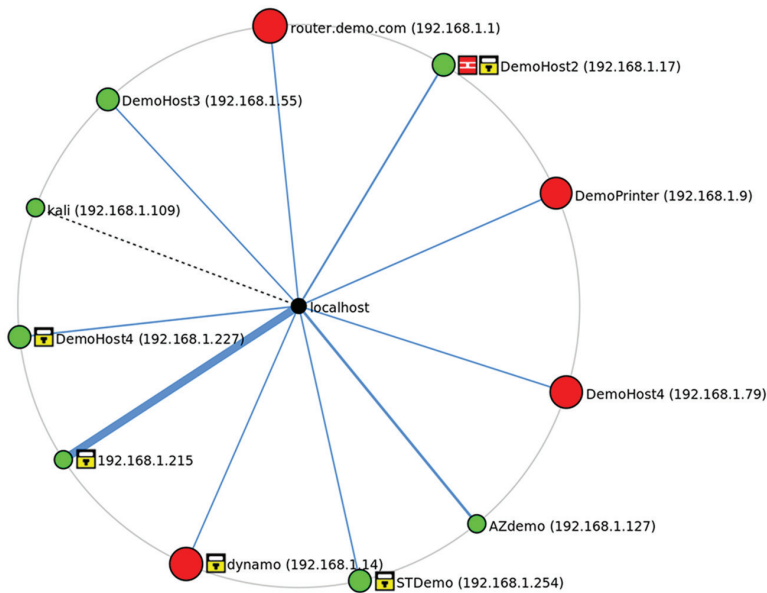 router.demo.com (192.168.1.1)
DemoHost2 (192.168.1.17)
DemoHost3 (192.168.1.55)
DemoPrinter (192.168.1.9)
kali (192.168.1.109)
localhost
DemoHost4 (192.168.1.227)
DemoHost4 (192.168.1.79)
192.168.1.215
AZdemo (192.168.1.127)
dynamo (192.168.1.14)
STDemo (192.168.1.254)